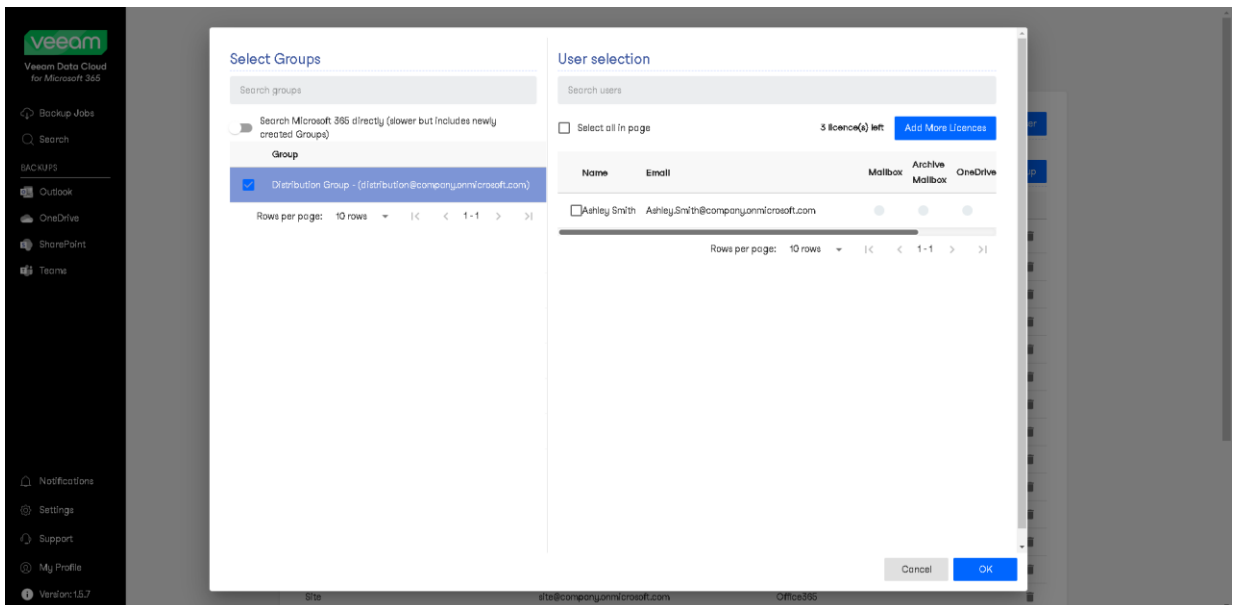 veeam
Veeam Data Cloud
for Microsoft 365
Backup Jobs
Search
BACKUPS
Outlook
OneDrive
SharePoint
Teams
Notifications
Settings
Support
My Profile
Version: 1.5.7
Select Groups
Search groups
Search Microsoft 365 directly (slower but includes newly
created Groups)
Group
Distribution Group - (distribution@company.onmicrosoft.com)
Rows per page: 10 rows 1-1
User selection
Search users
Select all in page 3 licence(s) left Add More Licences
Name Email Mailbox Archive Mailbox OneDrive
Ashley Smith Ashley.Smith@company.onmicrosoft.com
Rows per page: 10 rows 1-1
Cancel OK
er
up
Site site@company.onmicrosoft.com Office365